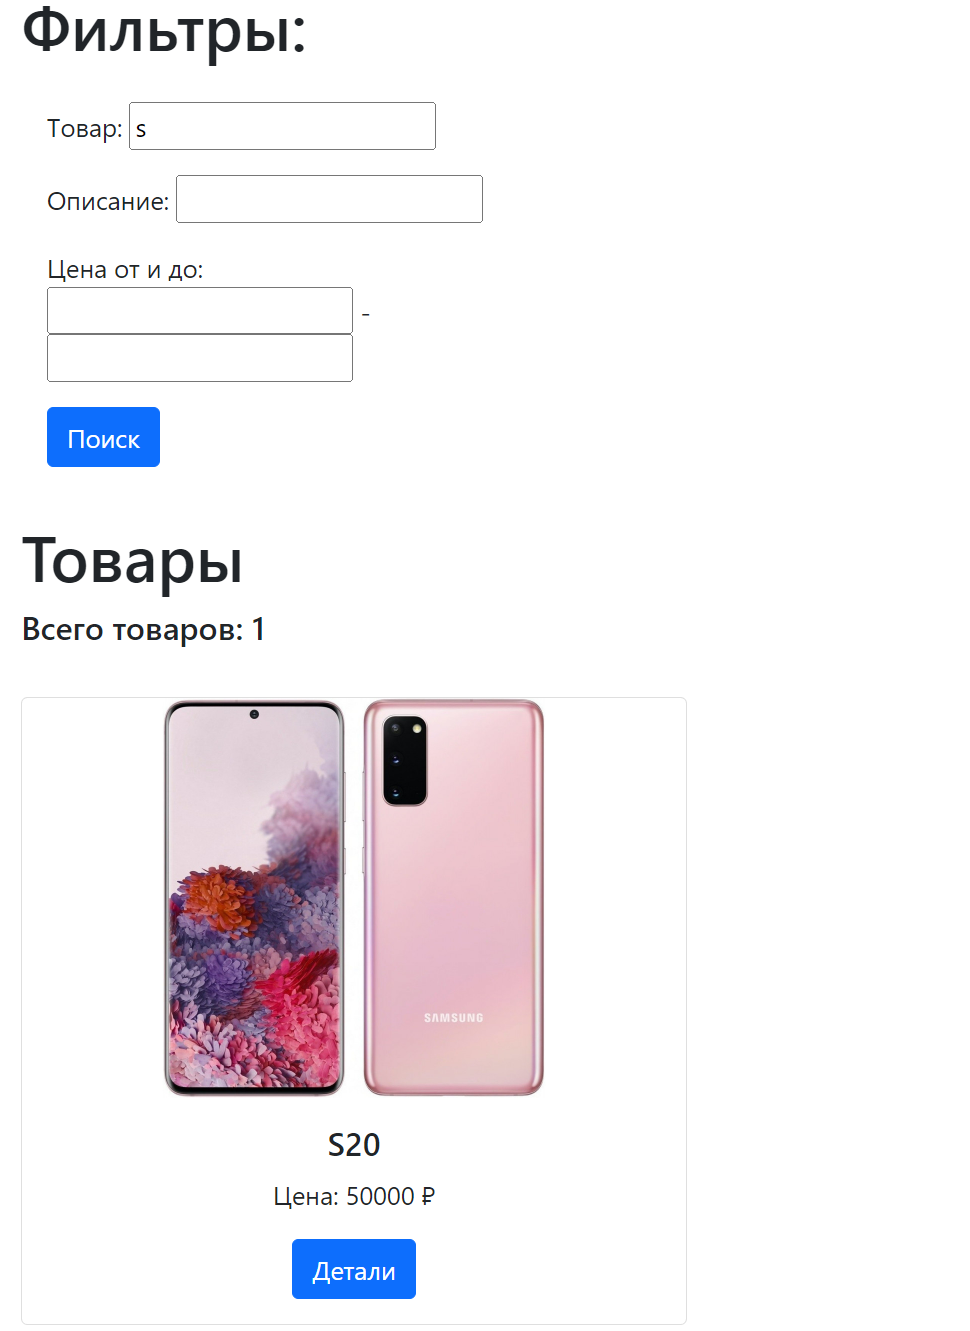 Фильтры:
Товар: s
Описание:
Цена от и до:
-
Поиск
Товары
Всего товаров: 1
SAMSUNG
S20
Цена: 50000 ₽
Детали